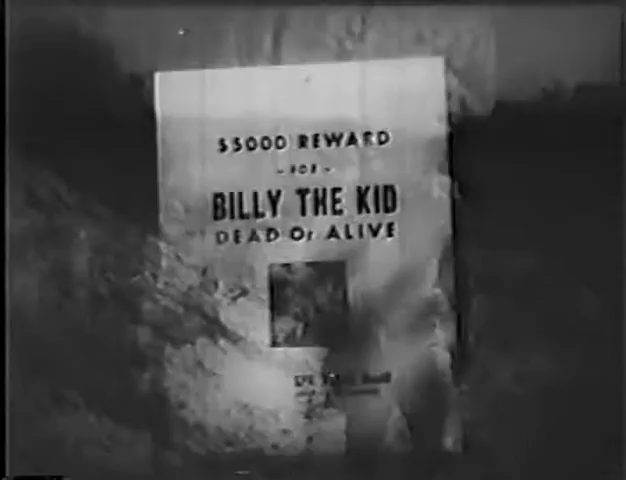 $5000 REWARD
- FOR -
BILLY THE KID
DEAD Or ALIVE